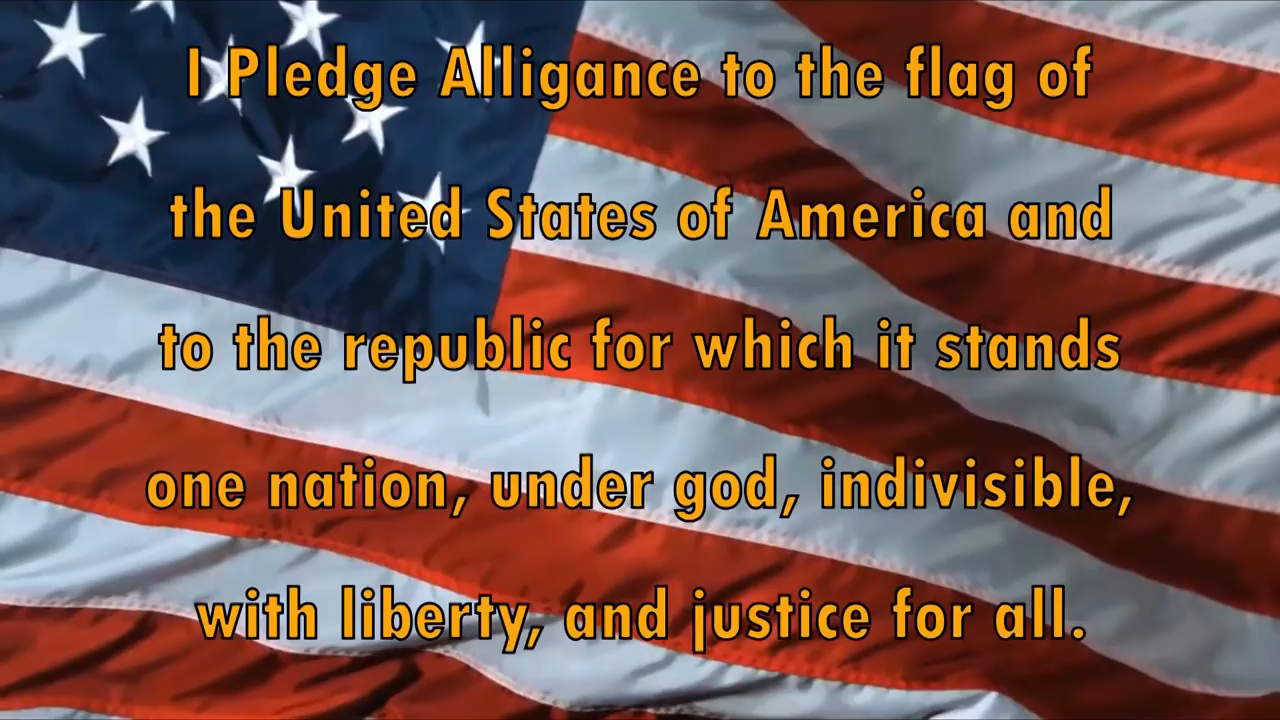 I Pledge Alligance to the flag of
the United States of America and
to the republic for which it stands
one nation, under god, indivisible,
with liberty, and justice for all.